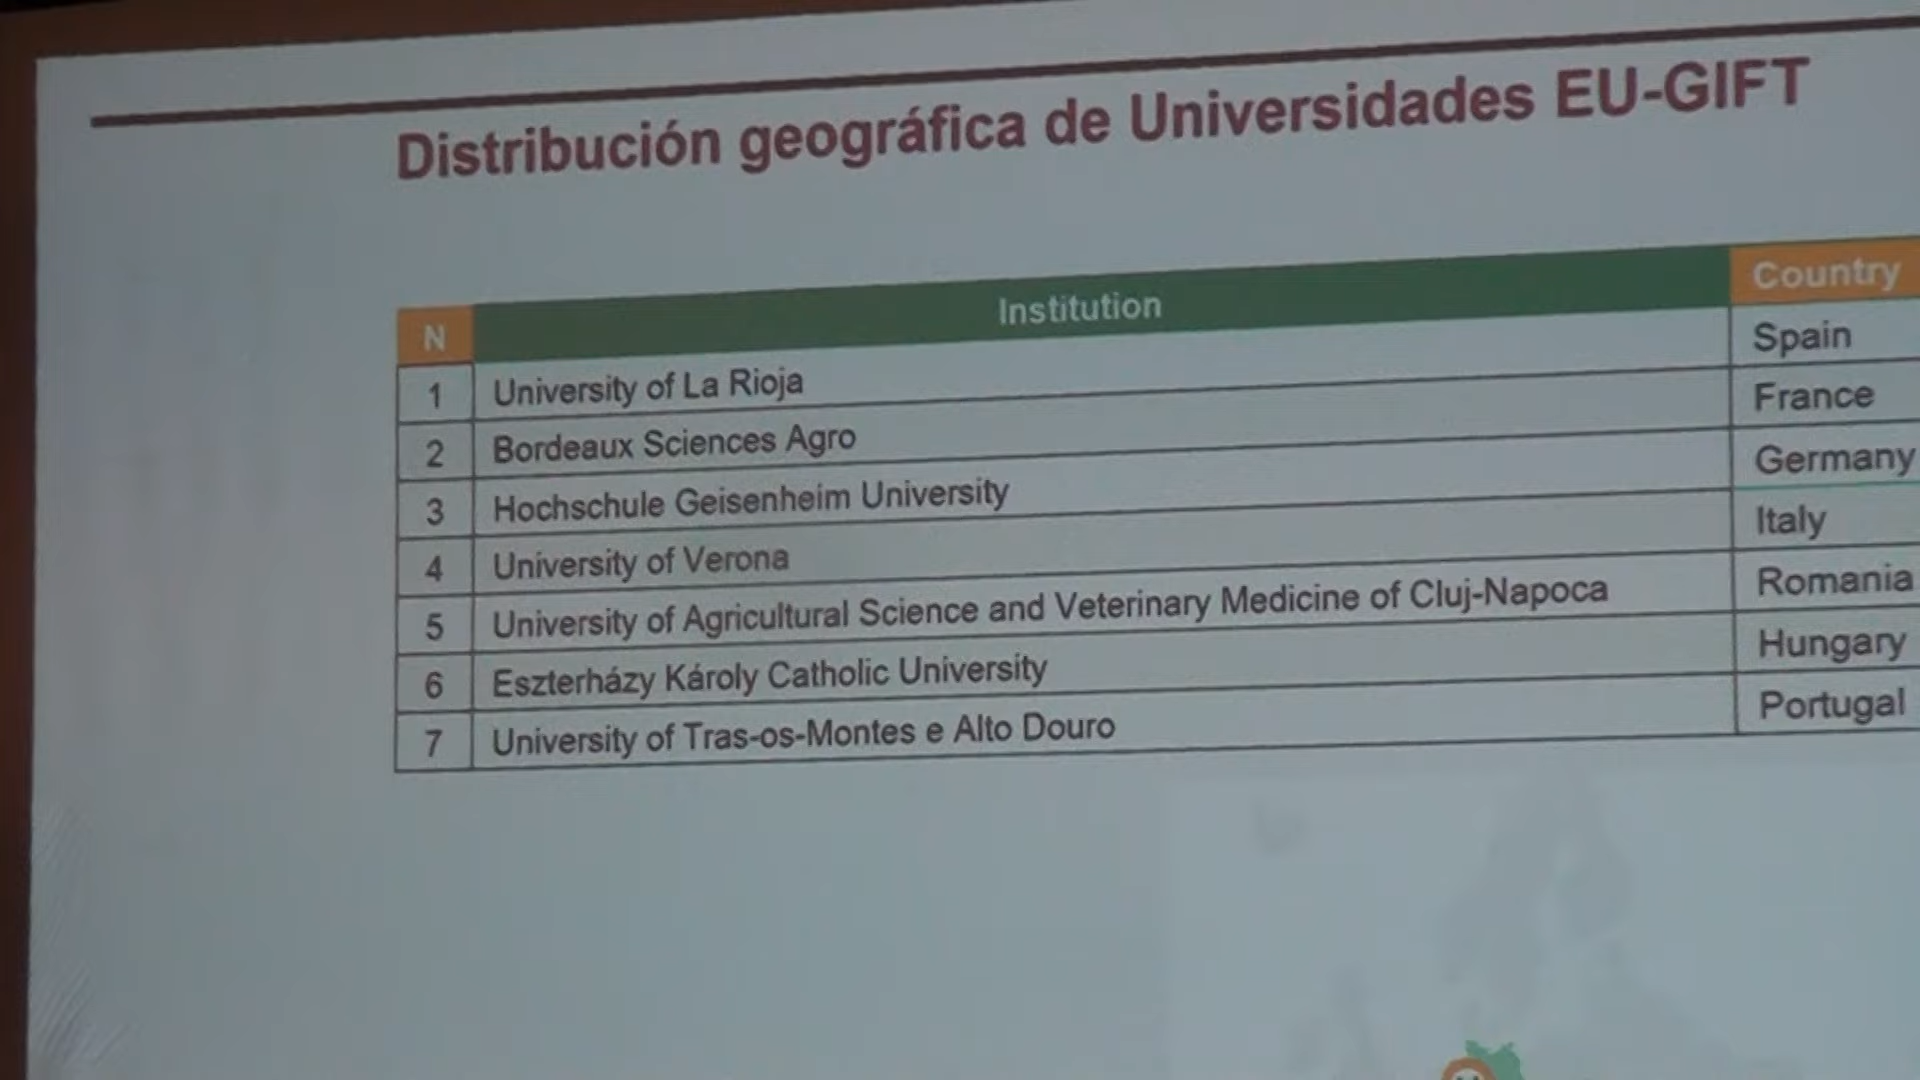 Distribución geográfica de Universidades EU-GIFT
N Institution Country
1 University of La Rioja Spain
2 Bordeaux Sciences Agro France
3 Hochschule Geisenheim University Germany
4 University of Verona Italy
5 University of Agricultural Science and Veterinary Medicine of Cluj-Napoca Romania
6 Eszterházy Károly Catholic University Hungary
7 University of Tras-os-Montes e Alto Douro Portugal